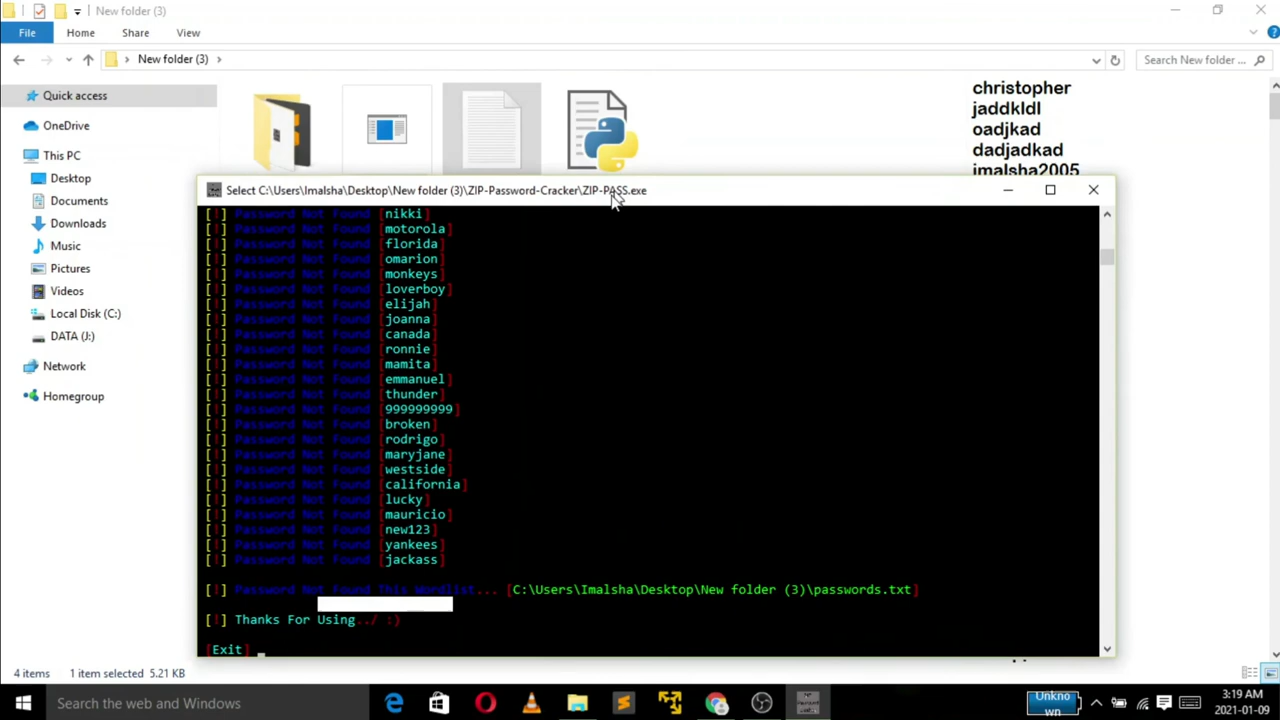 New folder (3)
File
Home
Share
View
New folder (3)
Search New folder ...
Quick access
OneDrive
This PC
Desktop
Documents
Downloads
Music
Pictures
Videos
Local Disk (C:)
DATA (J:)
Network
Homegroup
christopher
jaddkldl
oadjkad
dadjadkad
imalsha2005
Select C:\Users\Imalsha\Desktop\New folder (3)\ZIP-Password-Cracker\ZIP-PASS.exe
[!] Password Not Found [nikki]
[!] Password Not Found [motorola]
[!] Password Not Found [florida]
[!] Password Not Found [omarion]
[!] Password Not Found [monkeys]
[!] Password Not Found [loverboy]
[!] Password Not Found [elijah]
[!] Password Not Found [joanna]
[!] Password Not Found [canada]
[!] Password Not Found [ronnie]
[!] Password Not Found [mamita]
[!] Password Not Found [emmanuel]
[!] Password Not Found [thunder]
[!] Password Not Found [999999999]
[!] Password Not Found [broken]
[!] Password Not Found [rodrigo]
[!] Password Not Found [maryjane]
[!] Password Not Found [westside]
[!] Password Not Found [california]
[!] Password Not Found [lucky]
[!] Password Not Found [mauricio]
[!] Password Not Found [new123]
[!] Password Not Found [yankees]
[!] Password Not Found [jackass]
[!] Password Not Found This Wordlist... [C:\Users\Imalsha\Desktop\New folder (3)\passwords.txt]
[!] Thanks For Using../ :)
[Exit]
4 items
1 item selected 5.21 KB
Search the web and Windows
Unkno
wn
3:19 AM
2021-01-09